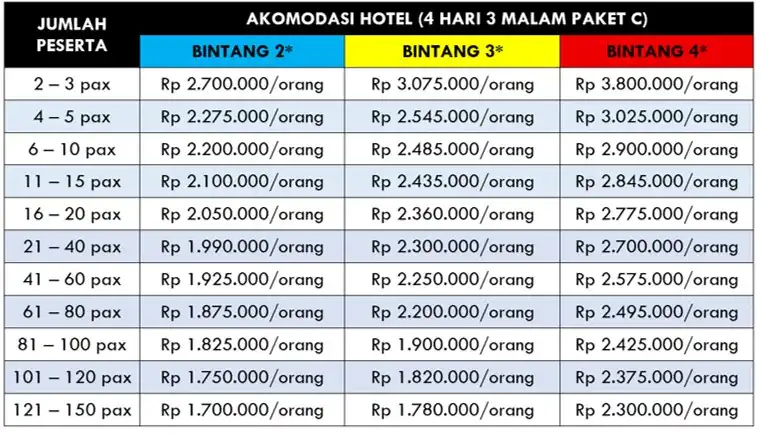 JUMLAH PESERTA
AKOMODASI HOTEL (4 HARI 3 MALAM PAKET C)
BINTANG 2* BINTANG 3* BINTANG 4*
2 – 3 pax Rp 2.700.000/orang Rp 3.075.000/orang Rp 3.800.000/orang
4 – 5 pax Rp 2.275.000/orang Rp 2.545.000/orang Rp 3.025.000/orang
6 – 10 pax Rp 2.200.000/orang Rp 2.485.000/orang Rp 2.900.000/orang
11 – 15 pax Rp 2.100.000/orang Rp 2.435.000/orang Rp 2.845.000/orang
16 – 20 pax Rp 2.050.000/orang Rp 2.360.000/orang Rp 2.775.000/orang
21 – 40 pax Rp 1.990.000/orang Rp 2.300.000/orang Rp 2.700.000/orang
41 – 60 pax Rp 1.925.000/orang Rp 2.250.000/orang Rp 2.575.000/orang
61 – 80 pax Rp 1.875.000/orang Rp 2.200.000/orang Rp 2.495.000/orang
81 – 100 pax Rp 1.825.000/orang Rp 1.900.000/orang Rp 2.425.000/orang
101 – 120 pax Rp 1.750.000/orang Rp 1.820.000/orang Rp 2.375.000/orang
121 – 150 pax Rp 1.700.000/orang Rp 1.780.000/orang Rp 2.300.000/orang